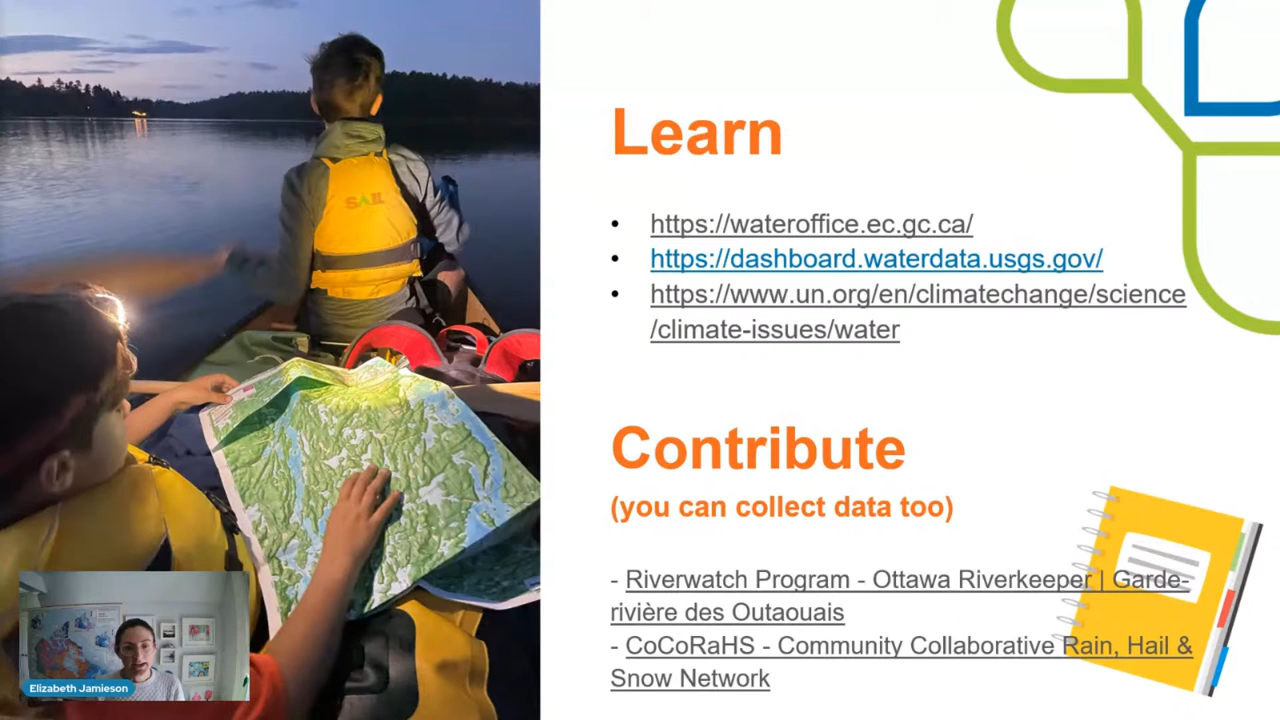 SAIL
Learn
• https://wateroffice.ec.gc.ca/
• https://dashboard.waterdata.usgs.gov/
• https://www.un.org/en/climatechange/science
/climate-issues/water
Contribute
(you can collect data too)
- Riverwatch Program - Ottawa Riverkeeper | Garde-
rivière des Outaouais
- CoCoRaHS - Community Collaborative Rain, Hail &
Snow Network
Elizabeth Jamieson